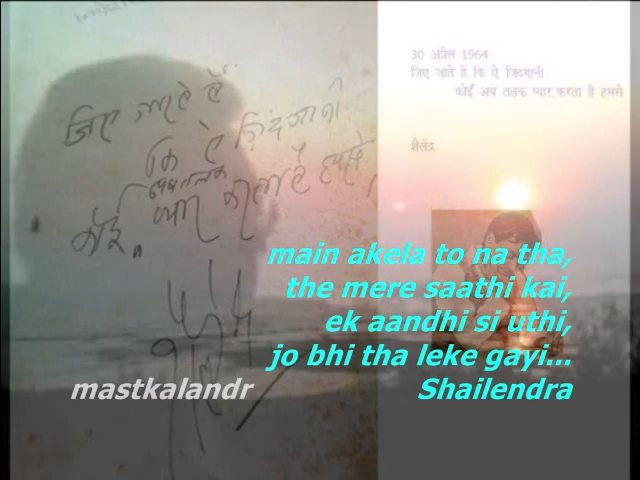 जिए जाते हैं
कि ऐ ज़िंदगानी
अब तलक
कोई प्यार करता है हमसे
शैलेंद्र
30 अप्रैल 1964
जिए जाते हैं कि ऐ जिंदगानी
कोई अब तलक प्यार करता है हमसे
शैलेंद्र
main akela to na tha,
the mere saathi kai,
ek aandhi si uthi,
jo bhi tha leke gayi...
mastkalandr Shailendra